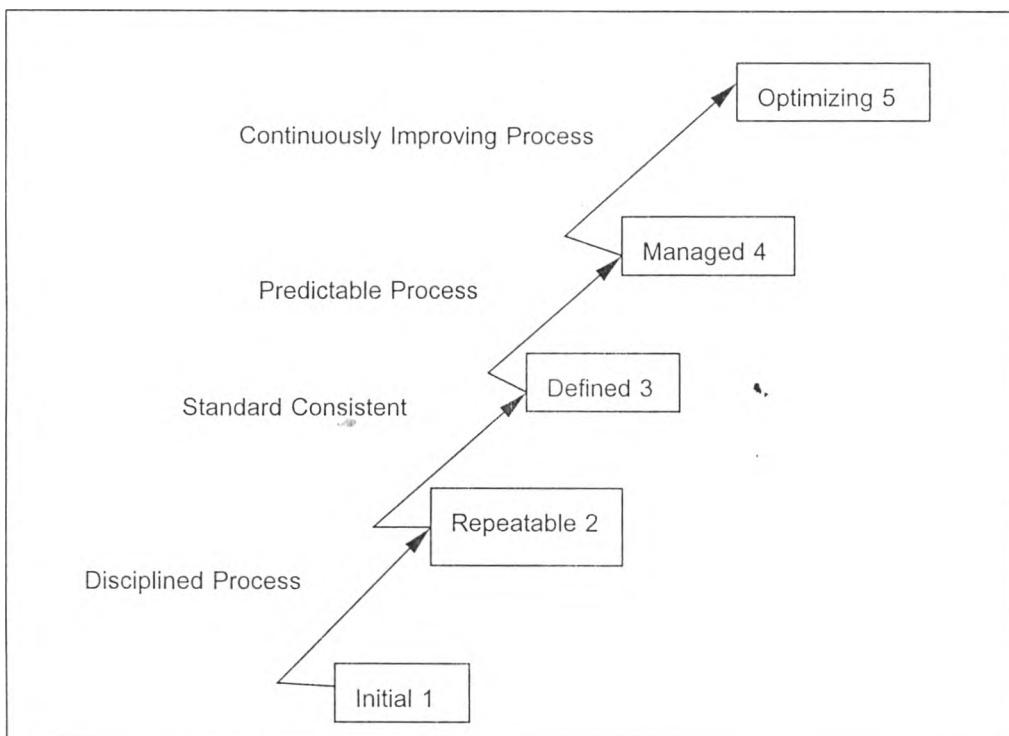 Optimizing 5
Continuously Improving Process
Managed 4
Predictable Process
Defined 3
Standard Consistent
Repeatable 2
Disciplined Process
Initial 1